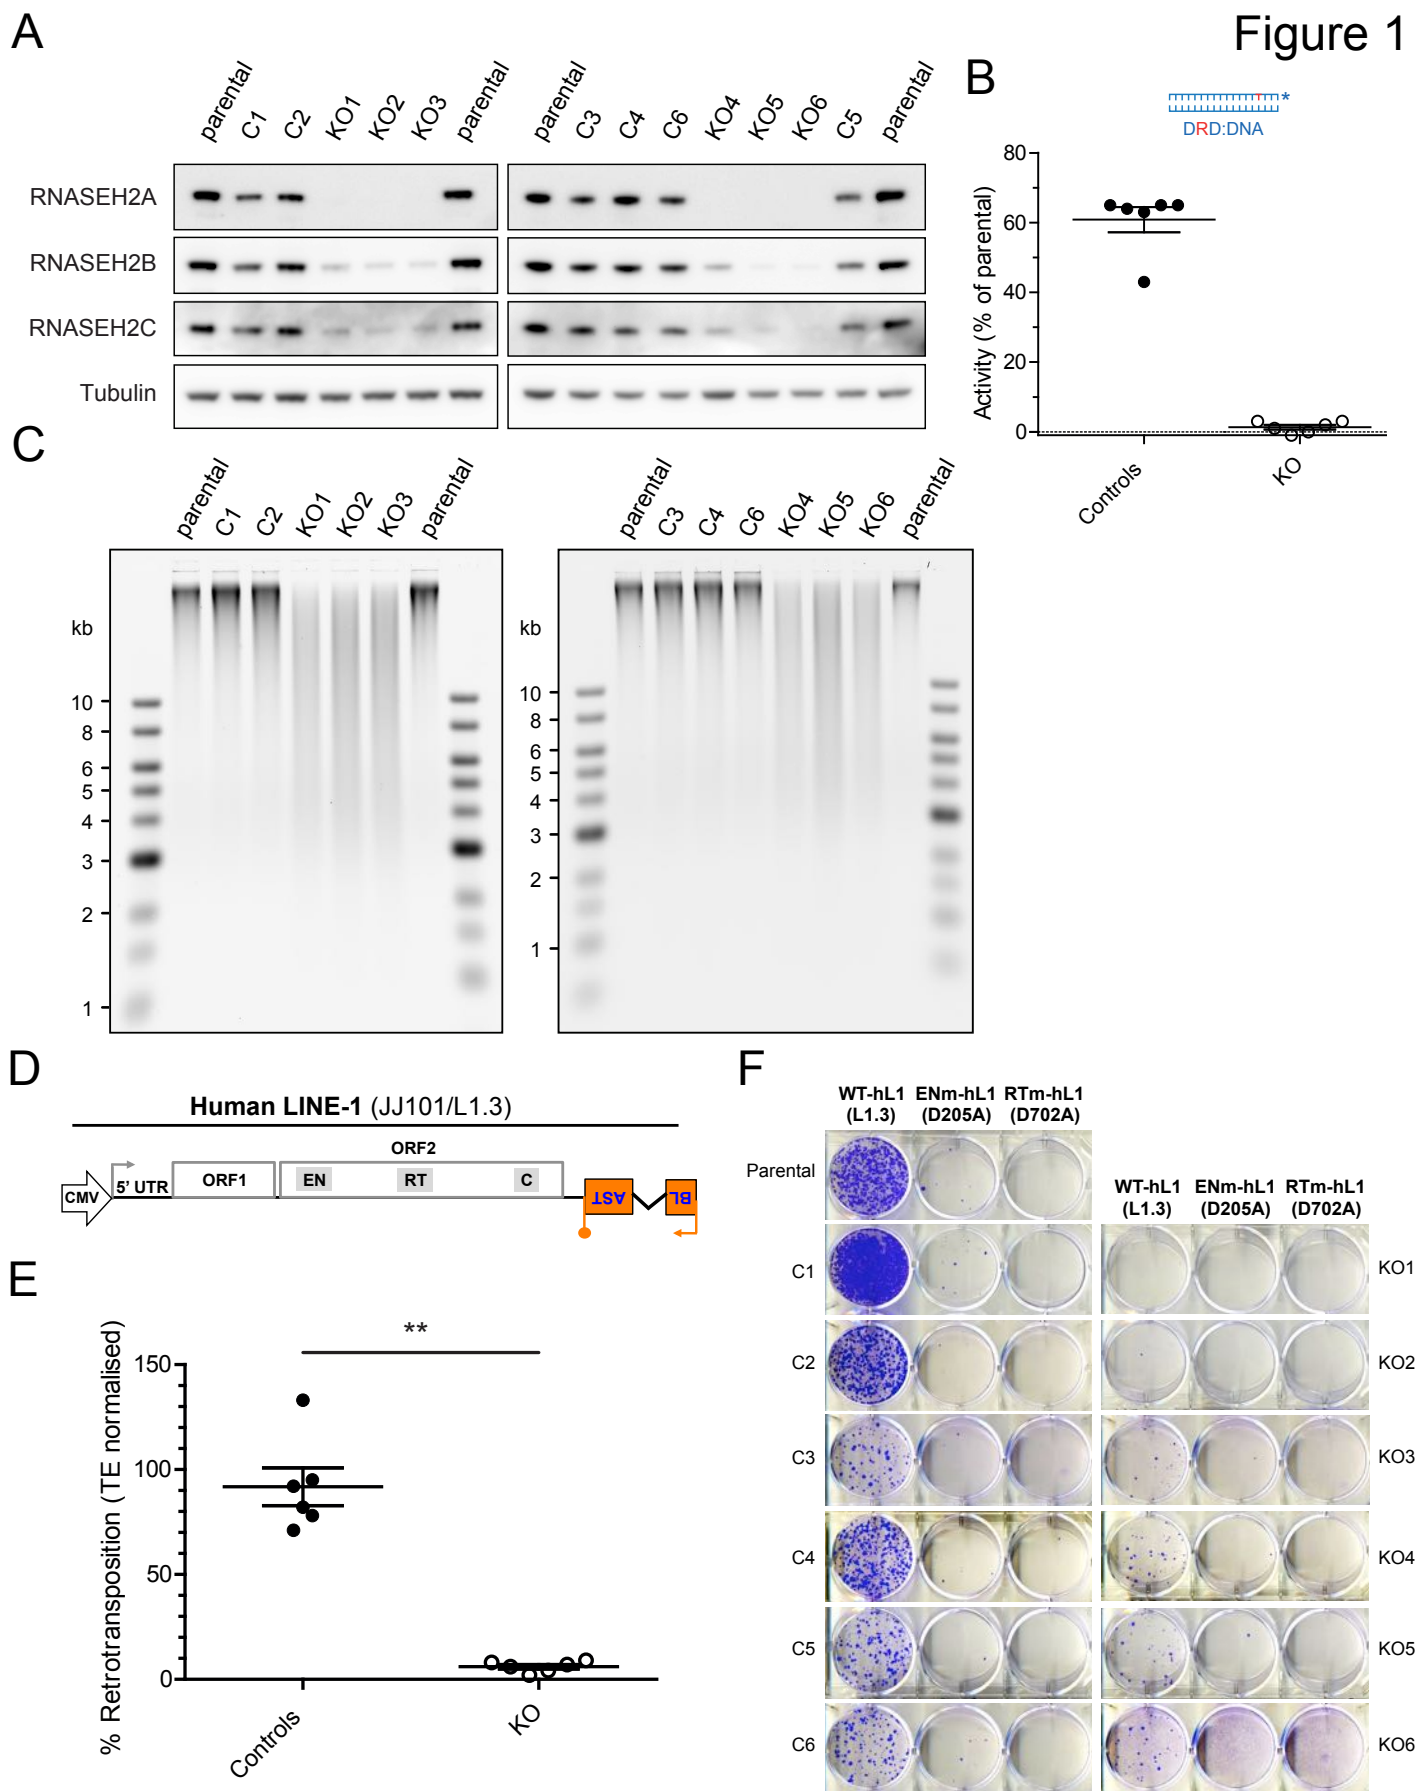 Figure 1
A
parental C1 C2 KO1 KO2 KO3 parental
parental C3 C4 C6 KO4 KO5 KO6 C5 parental
RNASEH2A
RNASEH2B
RNASEH2C
Tubulin
B
*
DRD:DNA
Activity (% of parental)
80
60
40
20
0
Controls
KO
C
parental C1 C2 KO1 KO2 KO3 parental
kb
10
8
6
5
4
3
2
1
parental C3 C4 C6 KO4 KO5 KO6 parental
kb
10
8
6
5
4
3
2
1
D
Human LINE-1 (JJ101/L1.3)
ORF2
CMV 5' UTR ORF1 EN RT C AST BL
E
**
% Retrotransposition (TE normalised)
150
100
50
0
Controls
KO
F
WT-hL1 ENm-hL1 RTm-hL1
(L1.3) (D205A) (D702A)
Parental
C1
C2
C3
C4
C5
C6
WT-hL1 ENm-hL1 RTm-hL1
(L1.3) (D205A) (D702A)
KO1
KO2
KO3
KO4
KO5
KO6